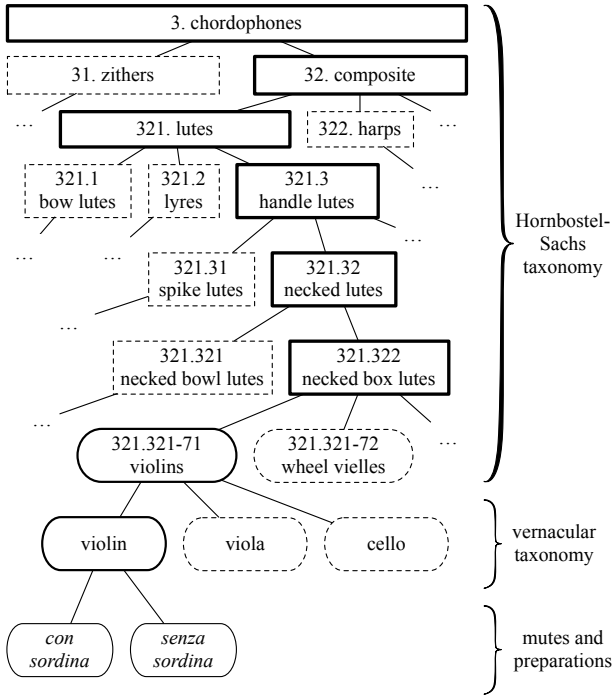 3. chordophones
31. zithers
32. composite
...
321. lutes
322. harps
...
321.1
bow lutes
321.2
lyres
321.3
handle lutes
...
Hornbostel-
Sachs
taxonomy
...
...
321.31
spike lutes
321.32
necked lutes
...
...
321.321
necked bowl lutes
321.322
necked box lutes
...
321.321-71
violins
321.321-72
wheel vielles
...
violin
viola
cello
vernacular
taxonomy
con
sordina
senza
sordina
mutes and
preparations